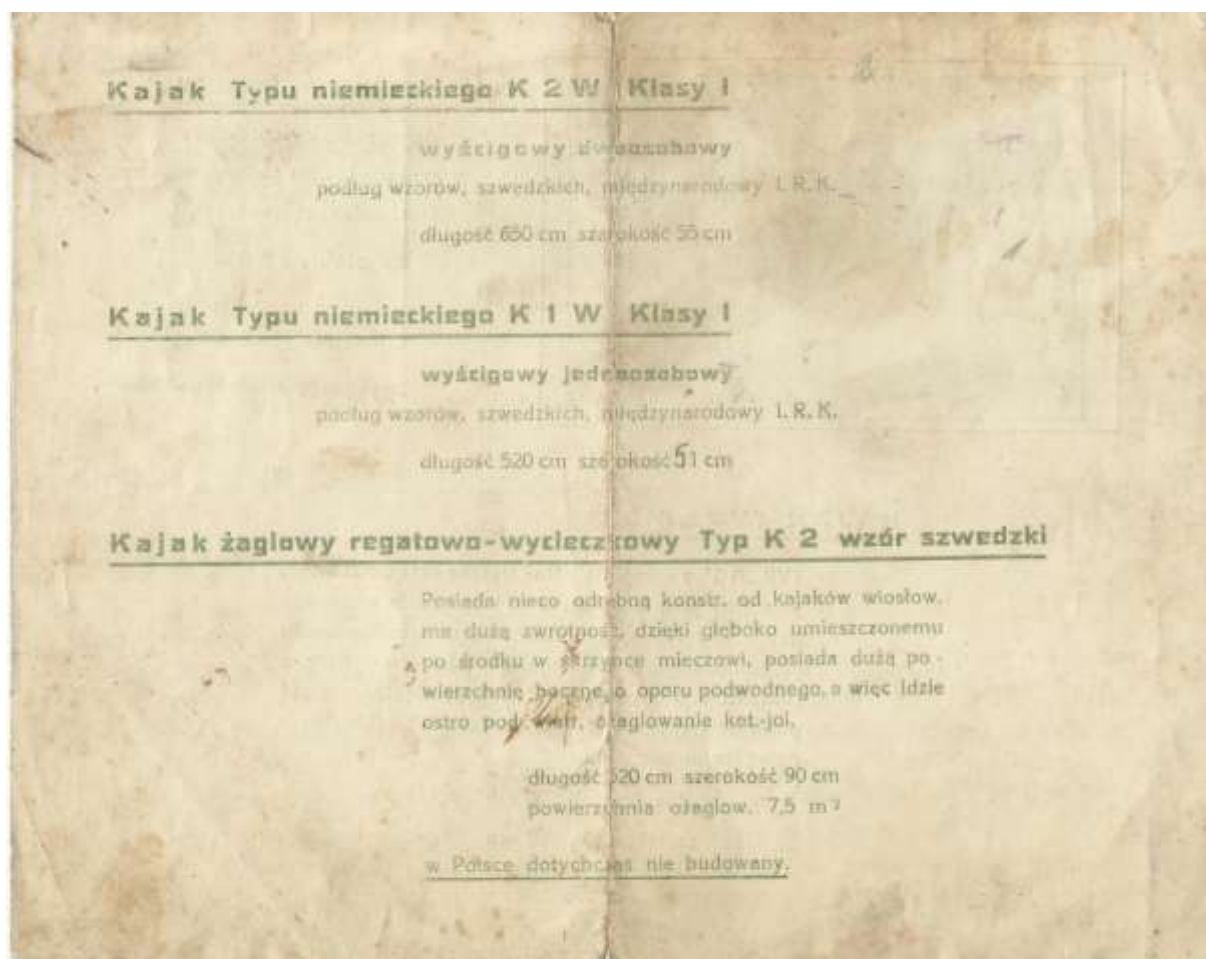 Kajak Typu niemieckiego K 2 W Klasy I
wyścigowy dwuosobowy
podług wzorów, szwedzkich, międzynarodowy I. R. K.
długość 650 cm szerokość 55 cm
Kajak Typu niemieckiego K 1 W Klasy I
wyścigowy jednoosobowy
podług wzorów, szwedzkich, międzynarodowy I. R. K.
długość 520 cm szerokość 51 cm
Kajak żaglowy regatowo-wycieczkowy Typ K 2 wzór szwedzki
Posiada nieco odrębną konstr. od kajaków wiosłow.
ma dużą zwrotność, dzięki głęboko umieszczonemu
po środku w skrzynce mieczowi, posiada dużą po-
wierzchnię oporu podwodnego, a więc idzie
ostro pod wiatr, ożaglowanie ket.-jol.
długość 520 cm szerokość 90 cm
powierzchnia ożaglow. 7,5 m²
w Polsce dotychczas nie budowany.